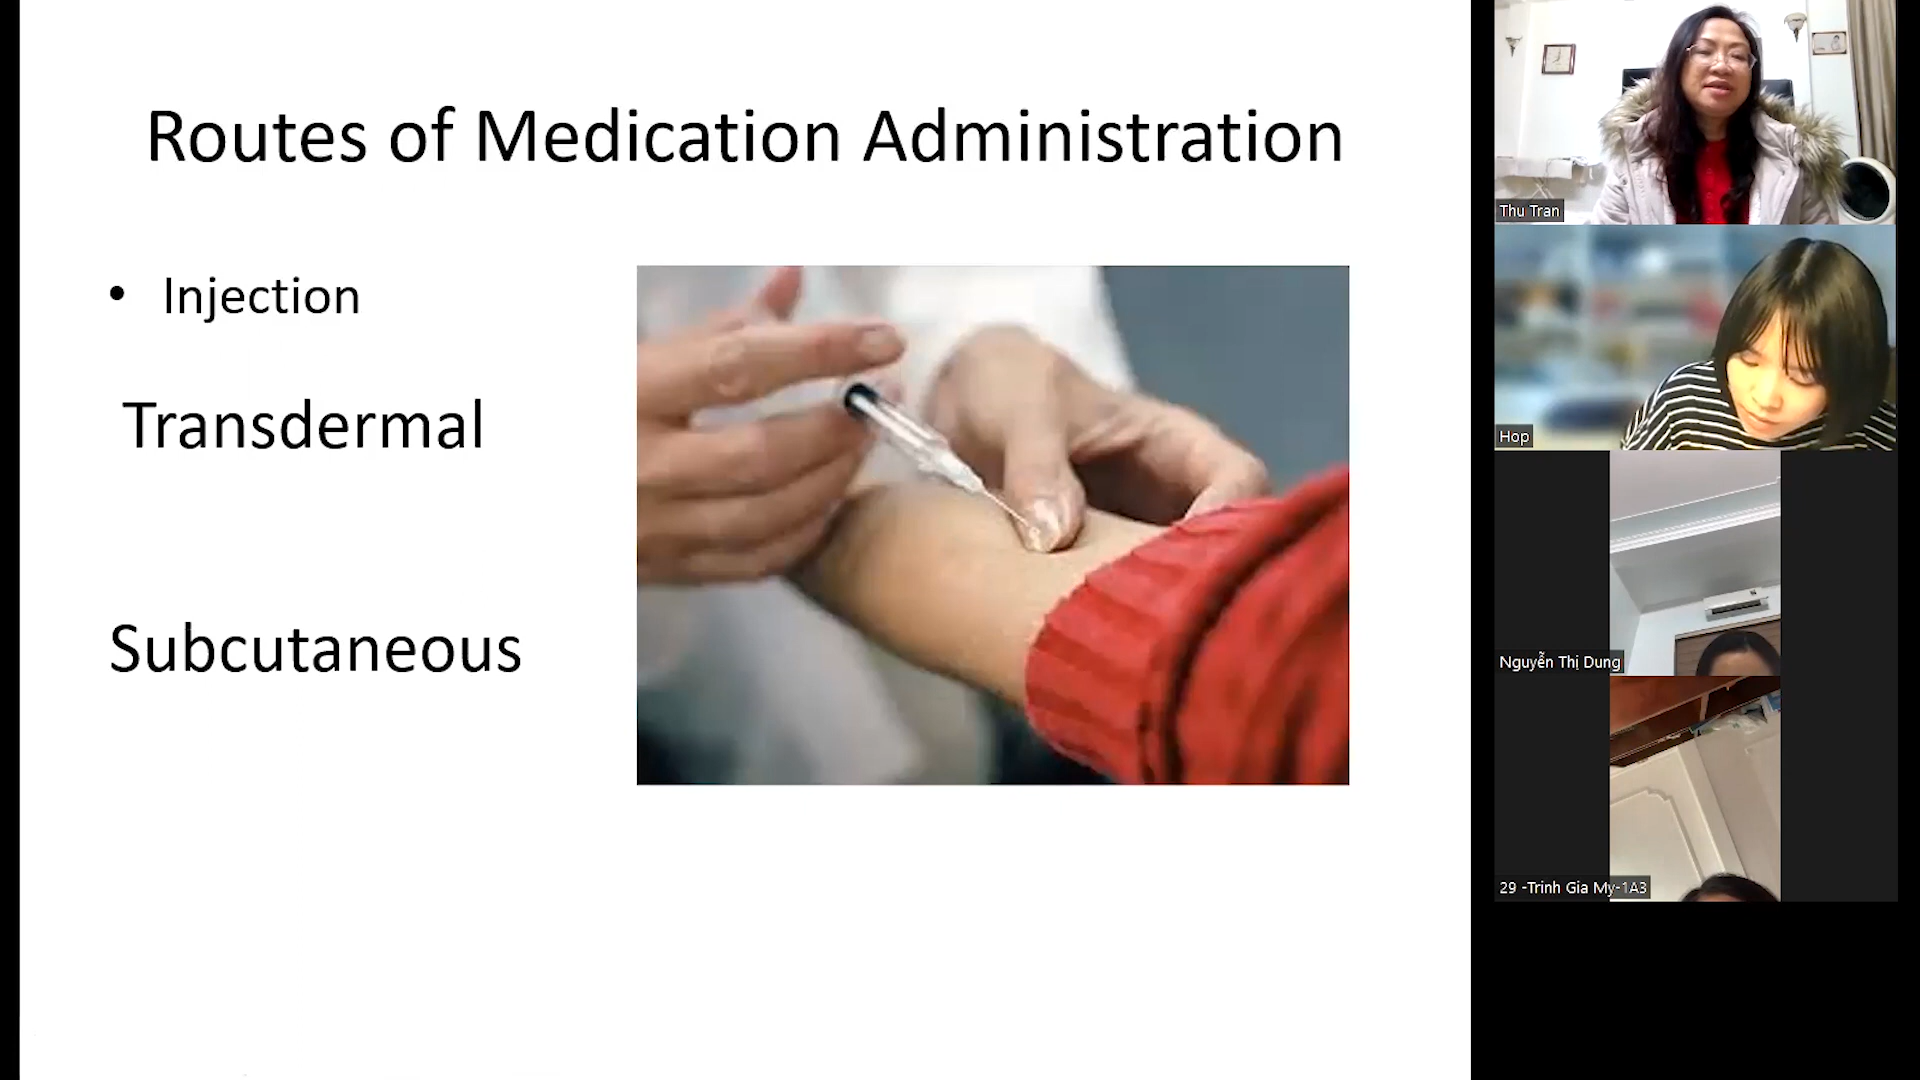 Routes of Medication Administration
• Injection
Transdermal
Subcutaneous
Thu Tran
Hop
Nguyễn Thị Dung
29 -Trinh Gia My-1A3